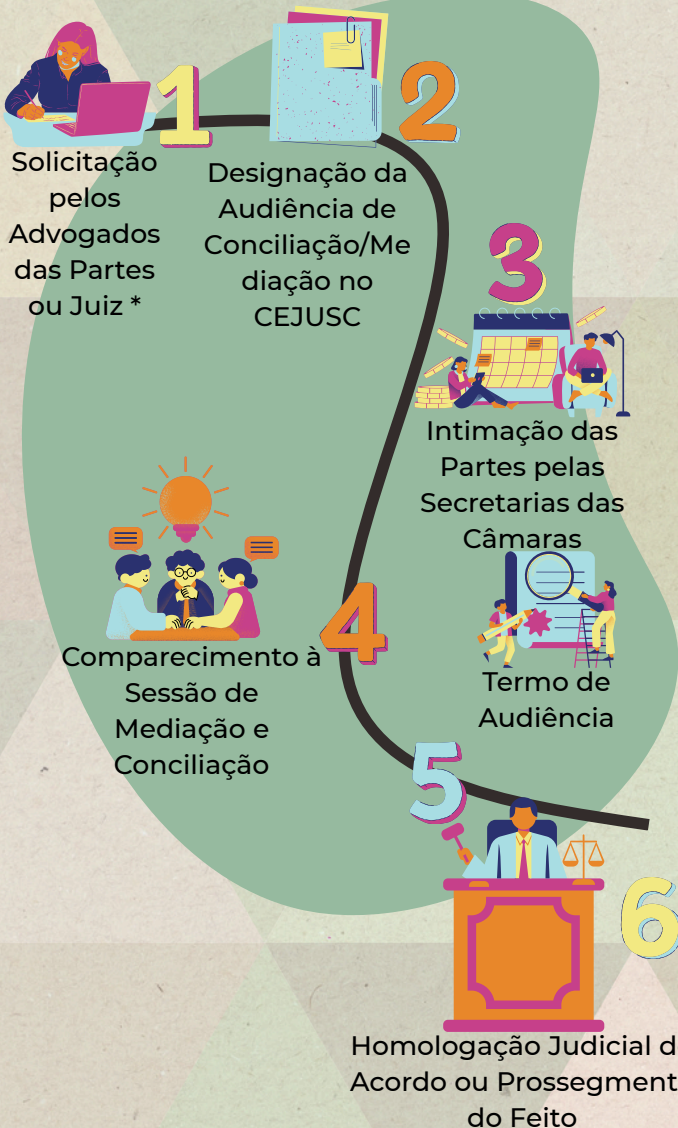 1
Solicitação
pelos
Advogados
das Partes
ou Juiz *
2
Designação da
Audiência de
Conciliação/Me
diação no
CEJUSC
3
Intimação das
Partes pelas
Secretarias das
Câmaras
4
Comparecimento à
Sessão de
Mediação e
Conciliação
5
Termo de
Audiência
6
Homologação Judicial d
Acordo ou Prossegment
do Feito